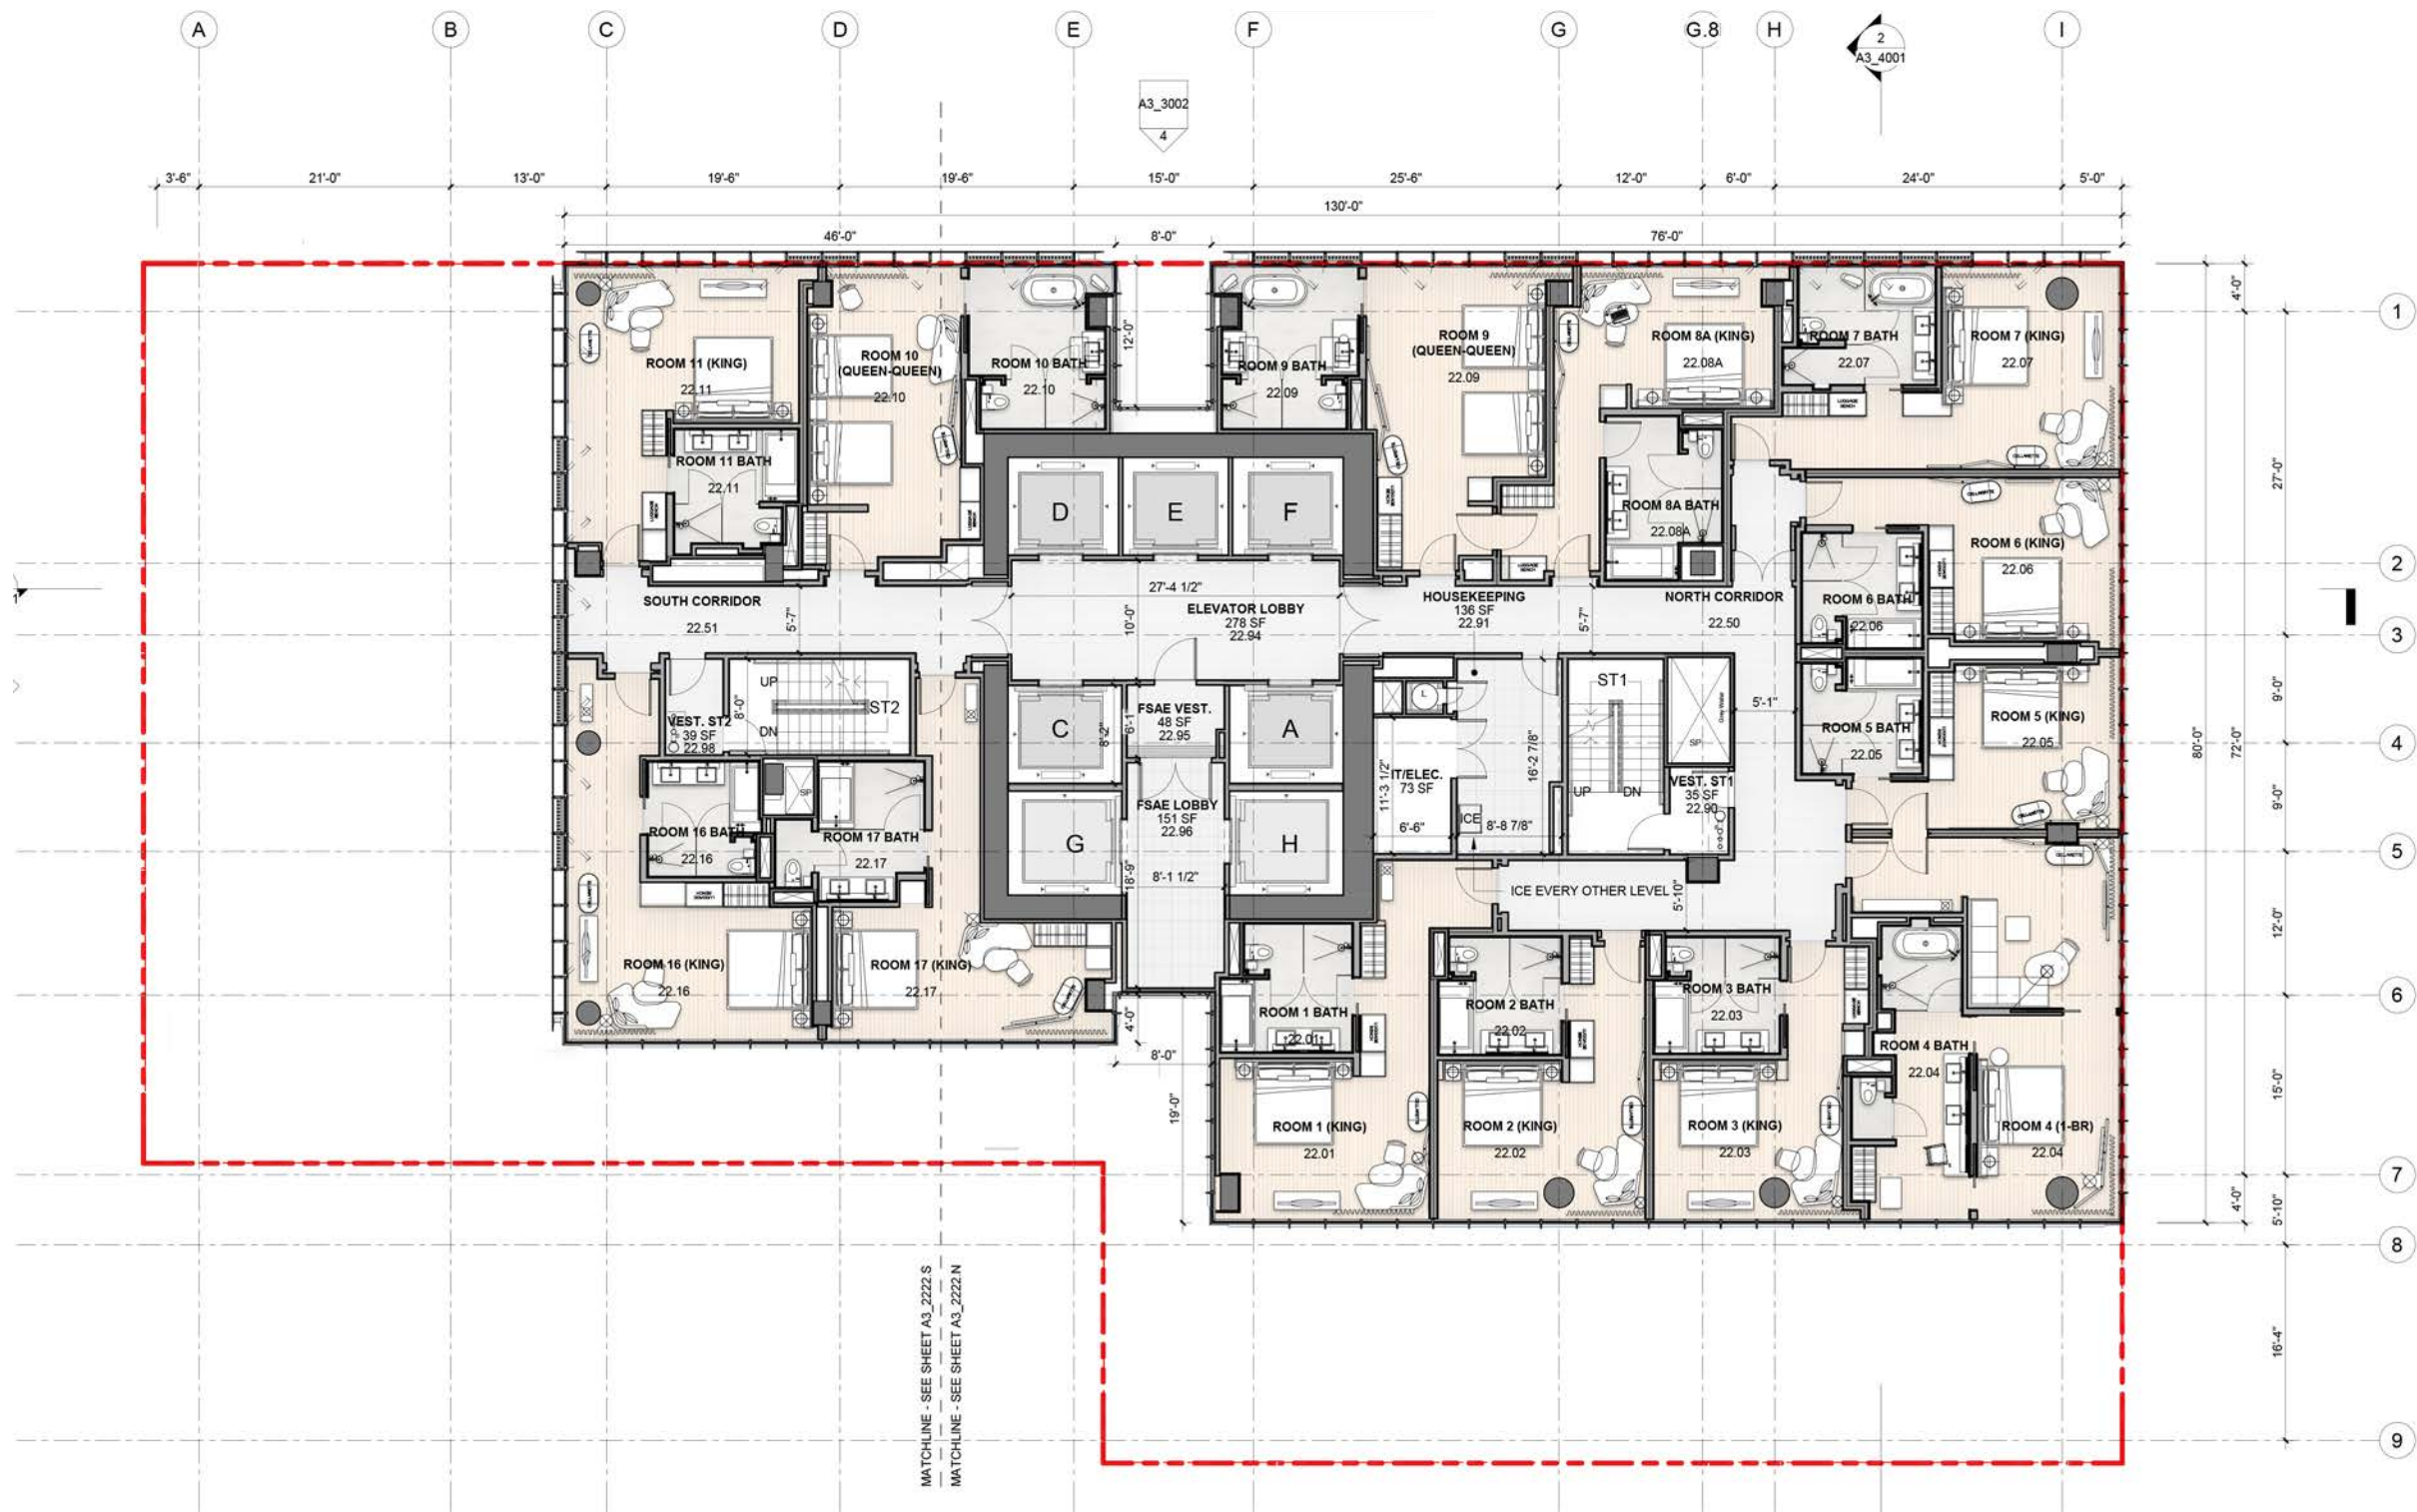 A
B
C
D
E
F
G
G.8
H
I
2
A3_4001
A3_3002
4
3'-6"
21'-0"
13'-0"
19'-6"
19'-6"
15'-0"
25'-6"
12'-0"
6'-0"
24'-0"
5'-0"
130'-0"
46'-0"
8'-0"
76'-0"
4'-0"
1
12'-0"
ROOM 11 (KING)
22.11
ROOM 10
(QUEEN-QUEEN)
22.10
ROOM 10 BATH
22.10
ROOM 9 BATH
22.09
ROOM 9
(QUEEN-QUEEN)
22.09
ROOM 8A (KING)
22.08A
ROOM 7 BATH
22.07
ROOM 7 (KING)
22.07
CELLARETTE
LUGGAGE
BENCH
ROOM 11 BATH
22.11
D
E
F
ROOM 8A BATH
22.08A
27'-0"
ROOM 6 (KING)
22.06
ROOM 6 BATH
22.06
2
SOUTH CORRIDOR
22.51
5'-7"
27'-4 1/2"
10'-0"
ELEVATOR LOBBY
278 SF
22.94
HOUSEKEEPING
136 SF
22.91
5'-7"
NORTH CORRIDOR
22.50
3
UP
DN
8'-0"
ST2
VEST. ST2
39 SF
22.98
C
8'-2"
6'-1"
FSAE VEST.
48 SF
22.95
A
L
ST1
UP
DN
Grey Water
SP
5'-1"
ROOM 5 BATH
22.05
ROOM 5 (KING)
22.05
9'-0"
80'-0"
72'-0"
4
16'-2 7/8"
11'-3 1/2"
IT/ELEC.
73 SF
VEST. ST1
35 SF
22.90
9'-0"
SP
FSAE LOBBY
151 SF
22.96
G
H
6'-6"
ICE
8'-8 7/8"
ROOM 16 BATH
22.16
ROOM 17 BATH
22.17
18'-9"
8'-1 1/2"
5
ICE EVERY OTHER LEVEL
5'-10"
12'-0"
ROOM 16 (KING)
22.16
ROOM 17 (KING)
22.17
6
4'-0"
8'-0"
ROOM 1 BATH
22.01
ROOM 2 BATH
22.02
ROOM 3 BATH
22.03
ROOM 4 BATH
22.04
19'-0"
15'-0"
ROOM 1 (KING)
22.01
ROOM 2 (KING)
22.02
ROOM 3 (KING)
22.03
ROOM 4 (1-BR)
22.04
7
4'-0"
5'-10"
8
16'-4"
MATCHLINE - SEE SHEET A3_2222.S
MATCHLINE - SEE SHEET A3_2222.N
9